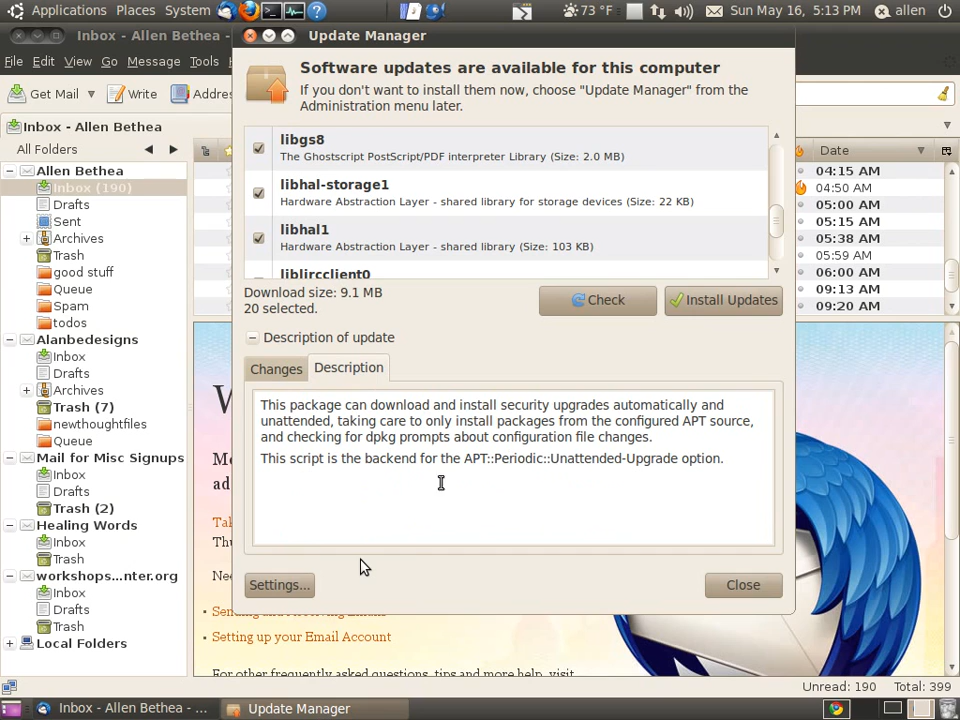 Applications Places System
73 °F
Sun May 16, 5:13 PM
allen
Inbox - Allen Bethea -
Update Manager
File Edit View Go Message Tools
Get Mail
Write
Inbox - Allen Bethea
All Folders
Date
Software updates are available for this computer
If you don't want to install them now, choose "Update Manager" from the
Administration menu later.
libgs8
The Ghostscript PostScript/PDF interpreter Library (Size: 2.0 MB)
libhal-storage1
Hardware Abstraction Layer - shared library for storage devices (Size: 22 KB)
libhal1
Hardware Abstraction Layer - shared library (Size: 103 KB)
liblircclient0
Download size: 9.1 MB
20 selected.
Check
Install Updates
Description of update
Changes
Description
This package can download and install security upgrades automatically and
unattended, taking care to only install packages from the configured APT source,
and checking for dpkg prompts about configuration file changes.
This script is the backend for the APT::Periodic::Unattended-Upgrade option.
Settings...
Close
Allen Bethea
Inbox (190)
Drafts
Sent
Archives
Trash
good stuff
Queue
Spam
todos
Alanbedesigns
Inbox
Drafts
Archives
Trash (7)
newthoughtfiles
Queue
Mail for Misc Signups
Inbox
Drafts
Trash (2)
Healing Words
Inbox
Trash
workshops...nter.org
Inbox
Drafts
Trash
Local Folders
04:15 AM
04:50 AM
05:00 AM
05:15 AM
05:38 AM
05:59 AM
06:00 AM
09:13 AM
09:20 AM
Setting up your Email Account
For other frequently asked questions, tips and more help, visit
Unread: 190
Total: 399
Inbox - Allen Bethea - ...
Update Manager